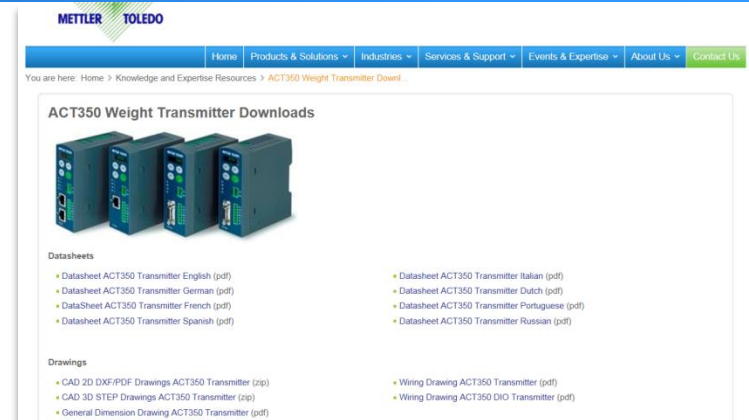 METTLER TOLEDO
Home Products & Solutions Industries Services & Support Events & Expertise About Us Contact Us
You are here: Home > Knowledge and Expertise Resources > ACT350 Weight Transmitter Downl...
ACT350 Weight Transmitter Downloads
Datasheets
Datasheet ACT350 Transmitter English (pdf)
Datasheet ACT350 Transmitter German (pdf)
DataSheet ACT350 Transmitter French (pdf)
Datasheet ACT350 Transmitter Spanish (pdf)
Datasheet ACT350 Transmitter Italian (pdf)
Datasheet ACT350 Transmitter Dutch (pdf)
Datasheet ACT350 Transmitter Portuguese (pdf)
Datasheet ACT350 Transmitter Russian (pdf)
Drawings
CAD 2D DXF/PDF Drawings ACT350 Transmitter (zip)
CAD 3D STEP Drawings ACT350 Transmitter (zip)
General Dimension Drawing ACT350 Transmitter (pdf)
Wiring Drawing ACT350 Transmitter (pdf)
Wiring Drawing ACT350 DIO Transmitter (pdf)